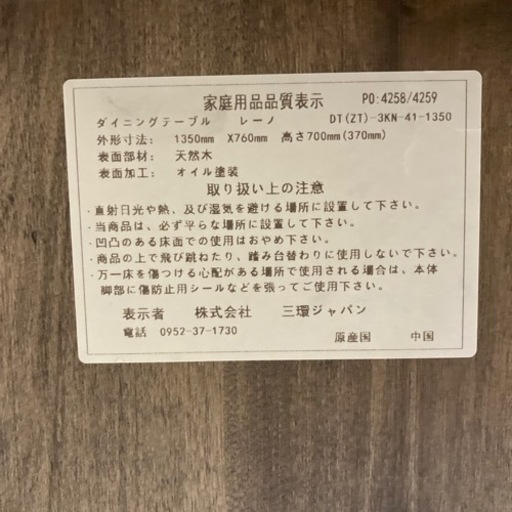 家庭用品品質表示 PO:4258/4259
ダイニングテーブル レーノ DT(ZT)-3KN-41-1350
外形寸法: 1350mm X760mm 高さ700mm(370mm)
表面部材: 天然木
表面加工: オイル塗装
取り扱い上の注意
・直射日光や熱、及び湿気を避ける場所に設置して下さい。
・当商品は、必ず平らな場所に設置して下さい。
・凹凸のある床面での使用はおやめ下さい。
・商品の上で飛び跳ねたり、踏み台替わりに使用しないで下さい。
・万一床を傷つける心配がある場所で使用される場合は、本体
脚部に傷防止用シールなどを張ってご使用下さい。
表示者 株式会社 三環ジャパン
電話 0952-37-1730 原産国 中国